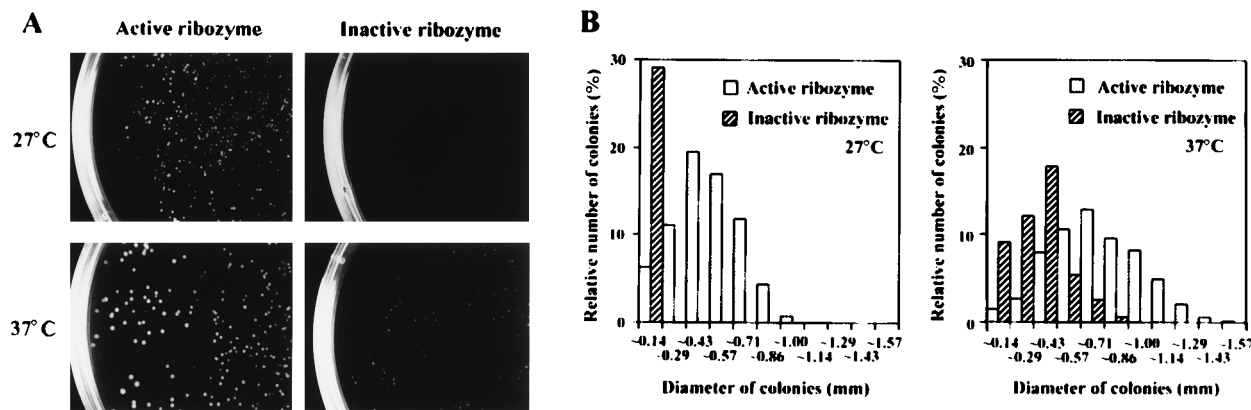 A
Active ribozyme
Inactive ribozyme
27°C
37°C
B
Relative number of colonies (%)
30
20
10
0
Active ribozyme
Inactive ribozyme
27°C
~0.14 ~0.43 ~0.71 ~1.00 ~1.29 ~1.57
~0.29 ~0.57 ~0.86 ~1.14 ~1.43
Diameter of colonies (mm)
Relative number of colonies (%)
30
20
10
0
Active ribozyme
Inactive ribozyme
37°C
~0.14 ~0.43 ~0.71 ~1.00 ~1.29 ~1.57
~0.29 ~0.57 ~0.86 ~1.14 ~1.43
Diameter of colonies (mm)